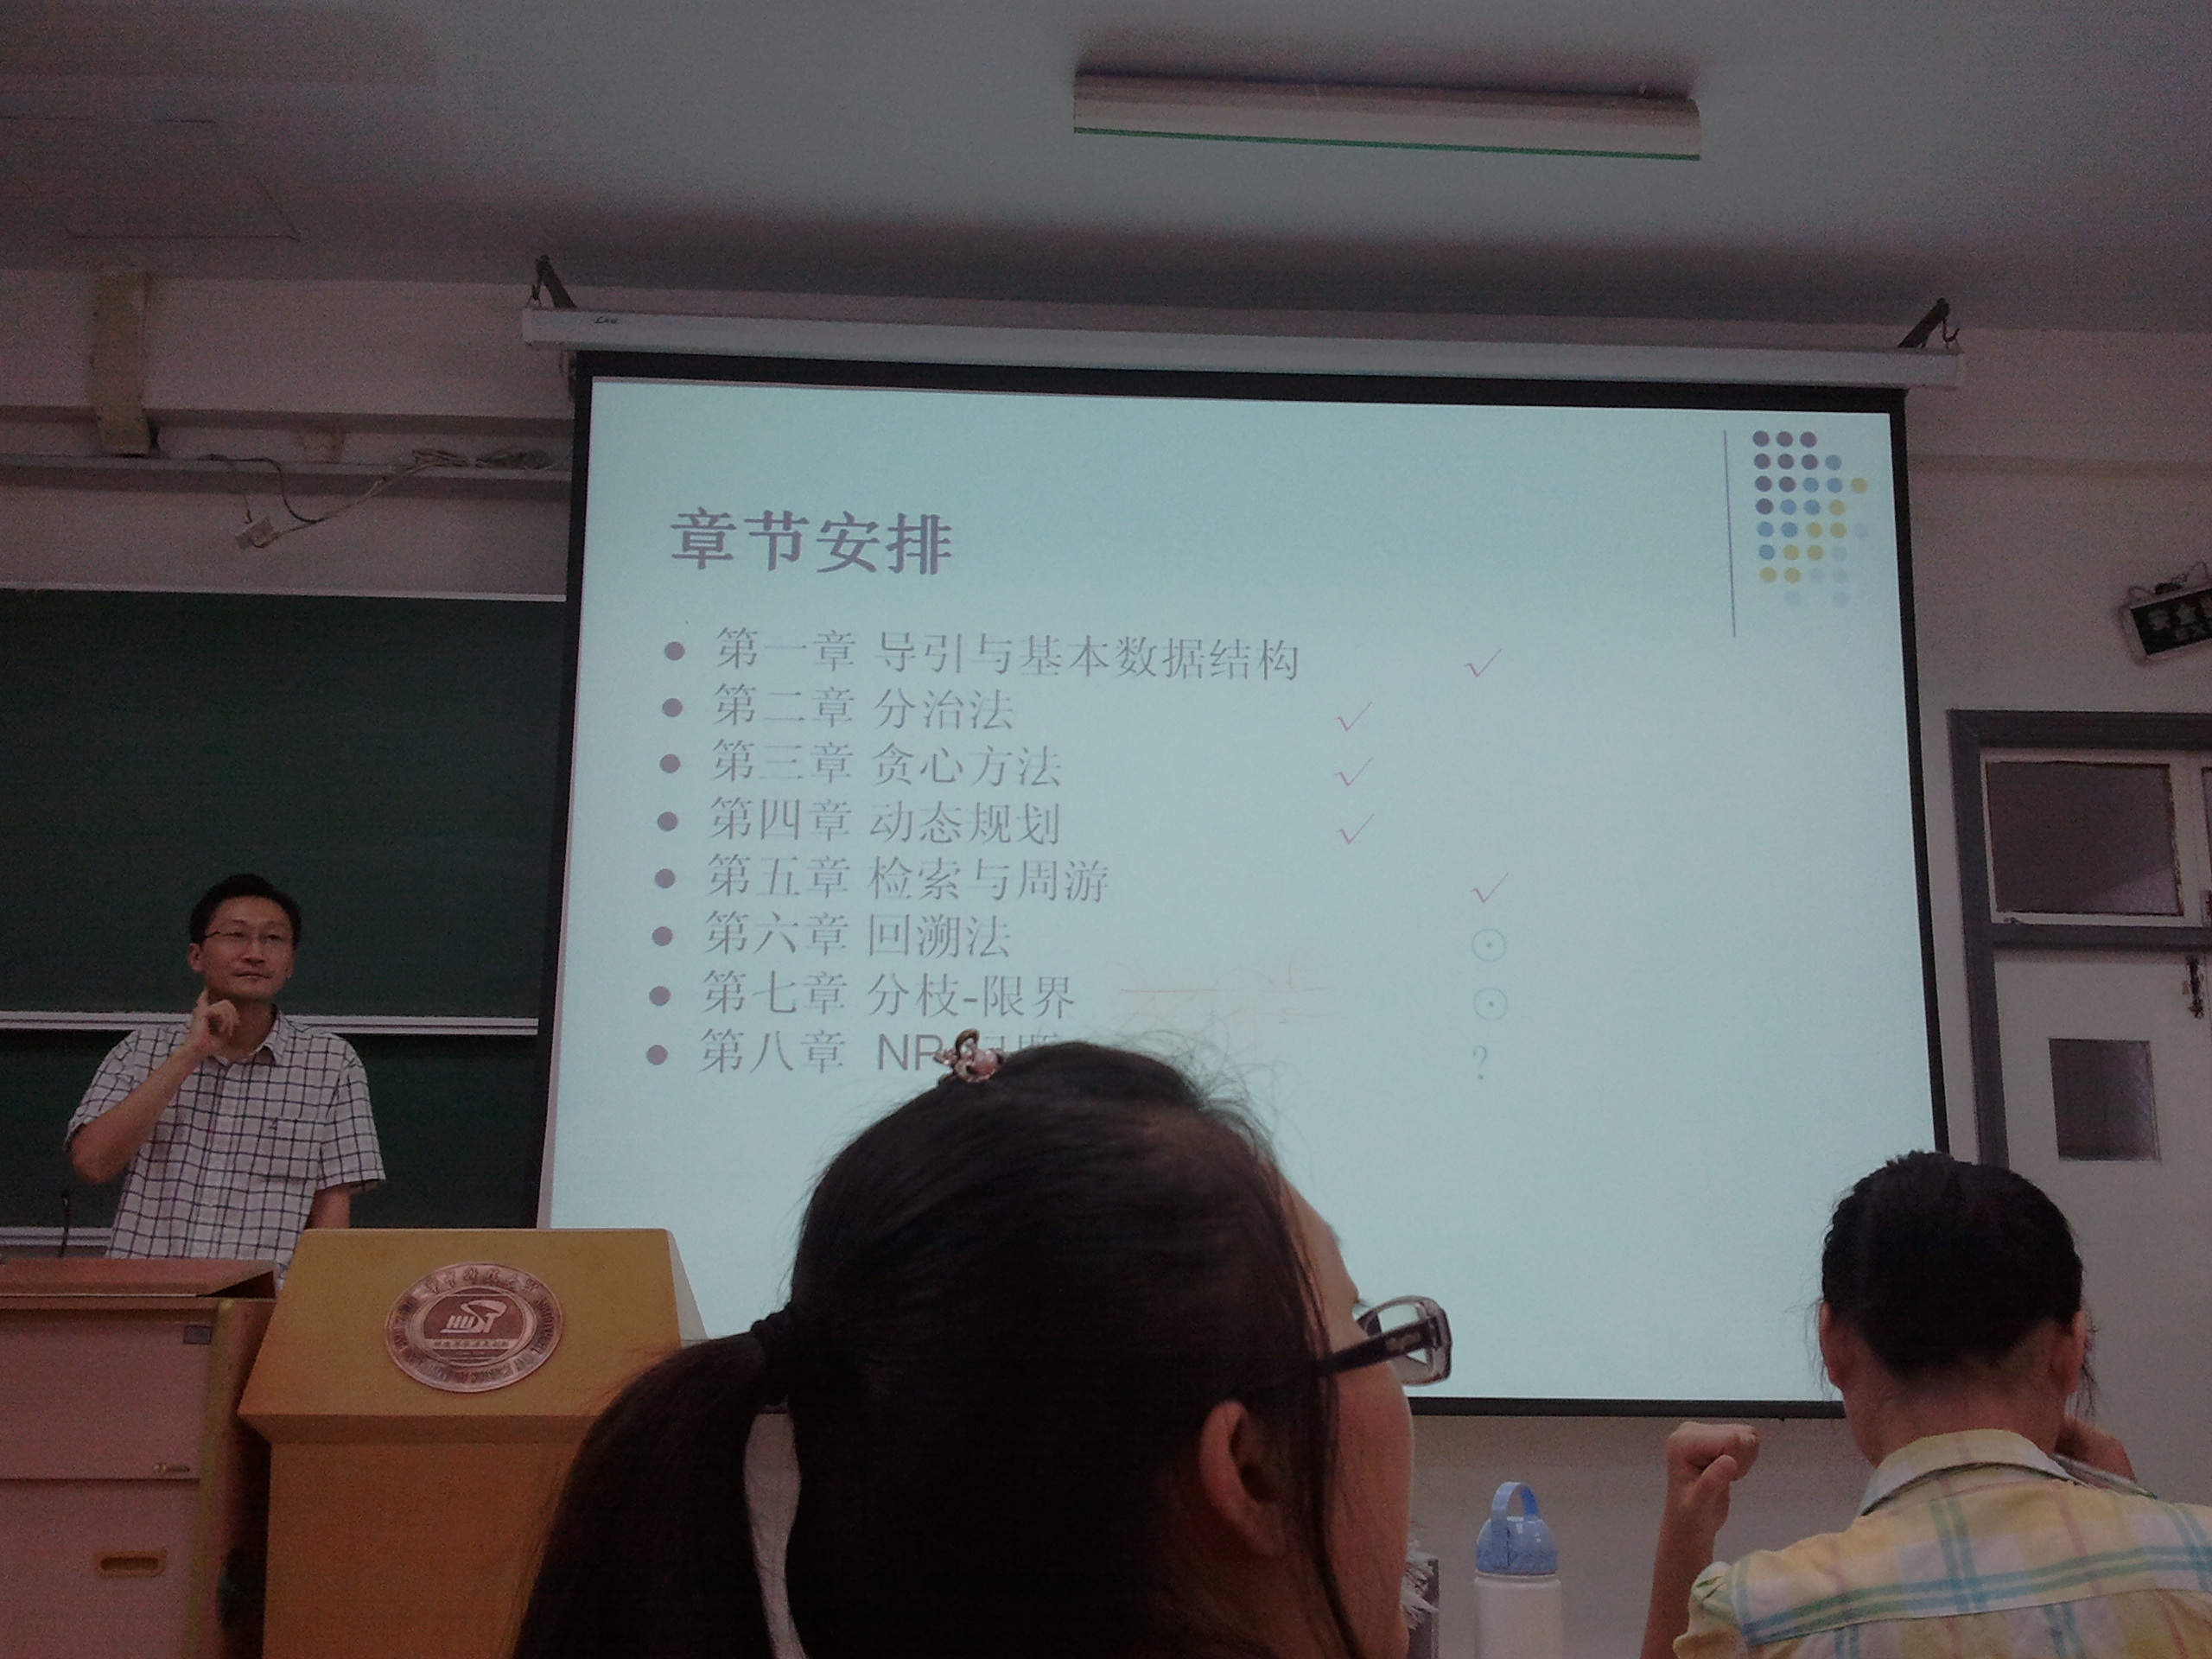 章节安排
第一章 导引与基本数据结构 ✓
第二章 分治法 ✓
第三章 贪心方法 ✓
第四章 动态规划 ✓
第五章 检索与周游 ✓
第六章 回溯法 ⊙
第七章 分枝-限界 ⊙
第八章 NP ?
HUST